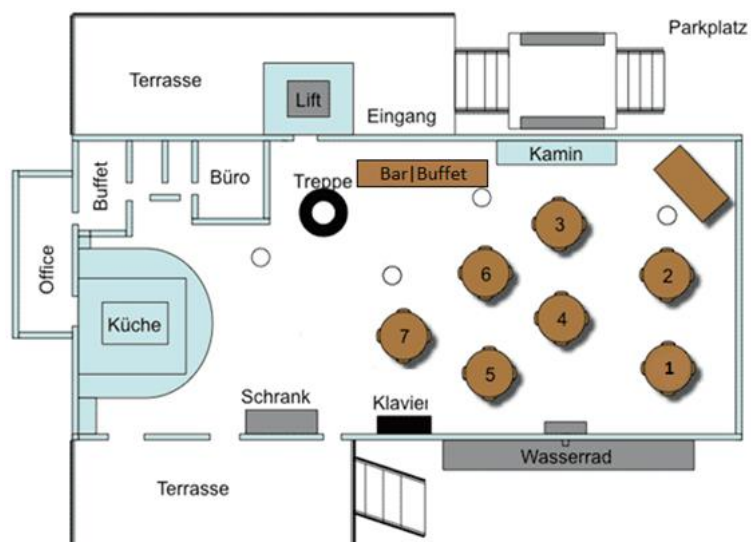 Parkplatz
Terrasse
Lift
Eingang
Kamin
Buffet
Büro
Treppe
Bar|Buffet
Office
3
6
2
Küche
4
7
5
1
Schrank
Klavier
Wasserrad
Terrasse